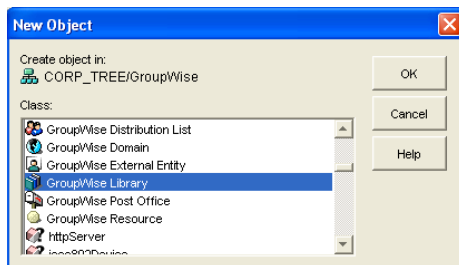 New Object
Create object in:
CORP_TREE/GroupWise
OK
Class:
Cancel
GroupWise Distribution List
GroupWise Domain
Help
GroupWise External Entity
GroupWise Library
GroupWise Post Office
GroupWise Resource
httpServer
ieee802Device